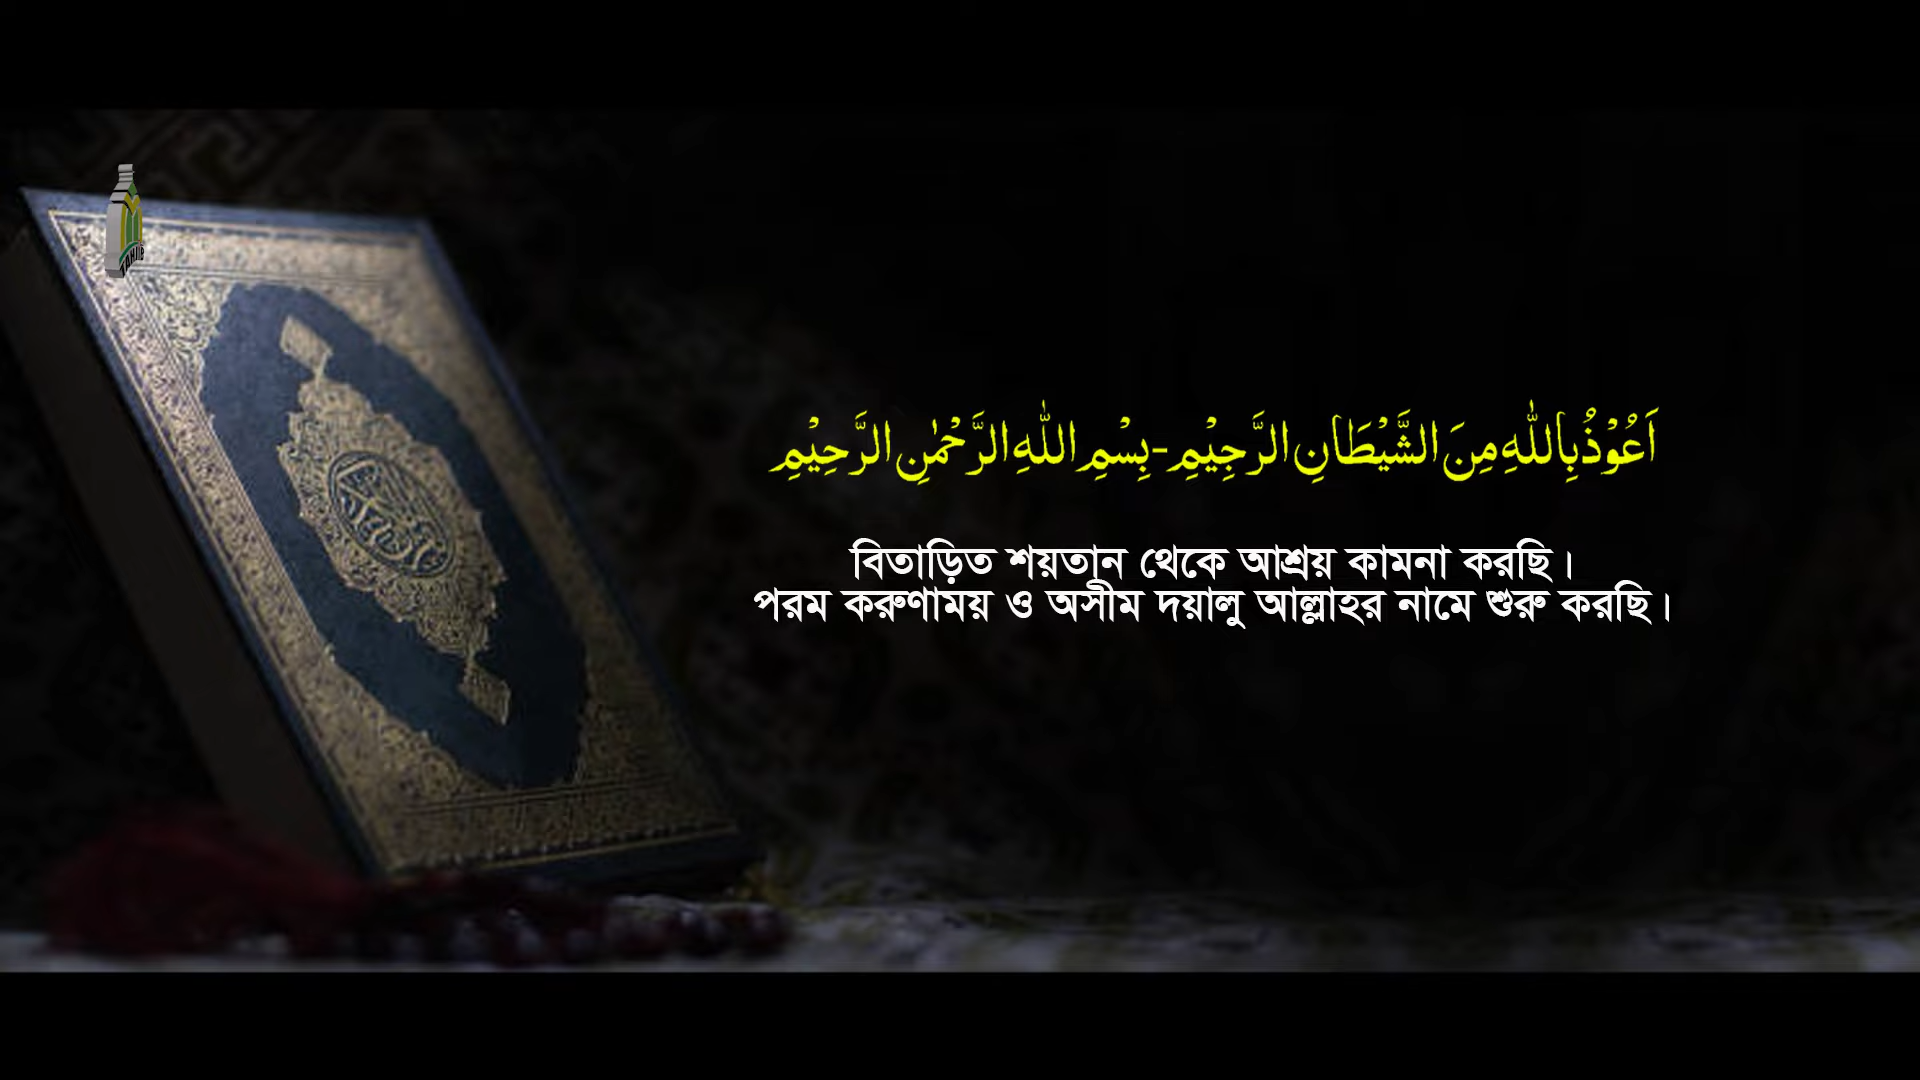 اَعُوْذُ بِاَللّٰهِ مِنَ الشَّيْطَانِ الرَّجِيْمِ - بِسْمِ اللّٰهِ الرَّحْمٰنِ الرَّحِيْمِ
বিতাড়িত শয়তান থেকে আশ্রয় কামনা করছি।
পরম করুণাময় ও অসীম দয়ালু আল্লাহর নামে শুরু করছি।